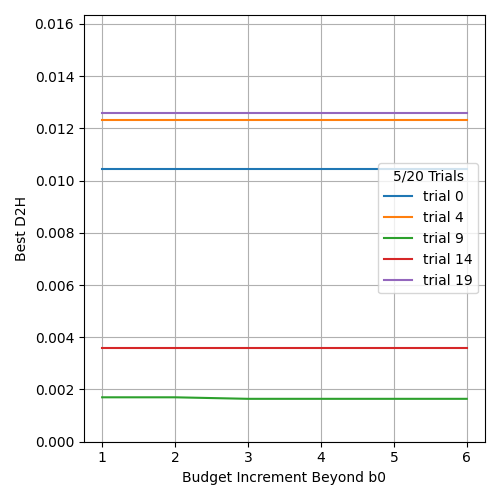 0.016
0.014
0.012
0.010
0.008
0.006
0.004
0.002
0.000
Best D2H
5/20 Trials
trial 0
trial 4
trial 9
trial 14
trial 19
1 2 3 4 5 6
Budget Increment Beyond b0